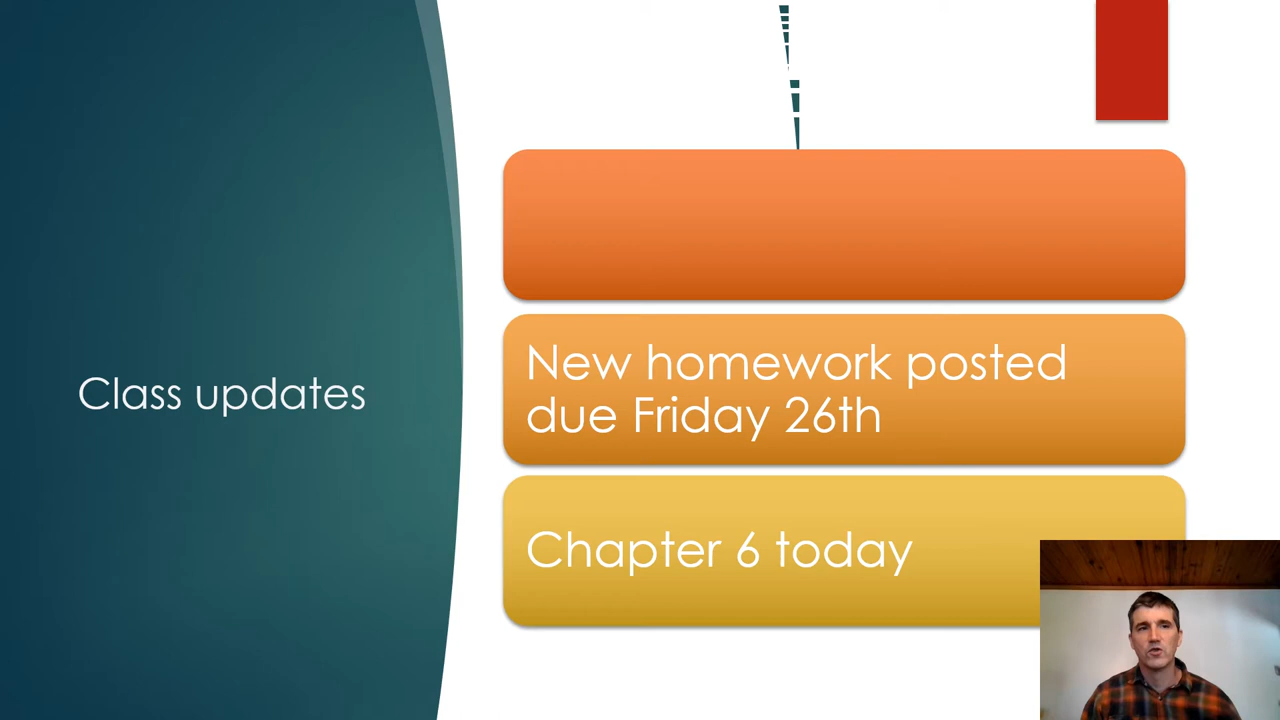 Class updates
New homework posted
due Friday 26th
Chapter 6 today